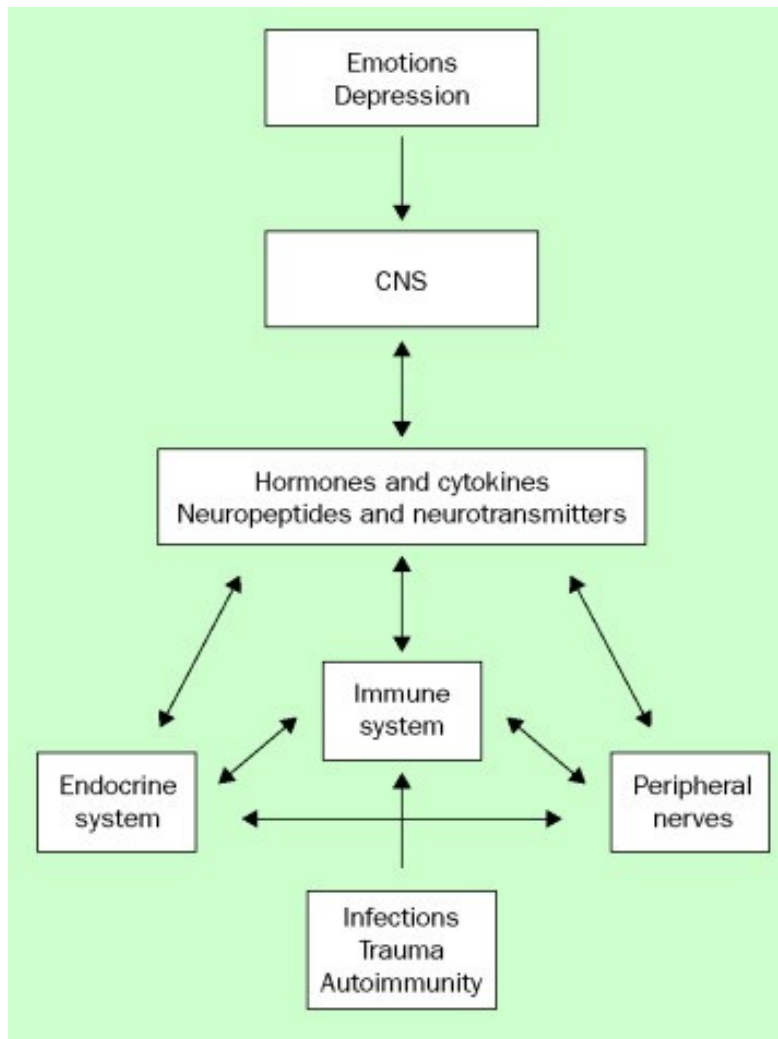 Emotions
Depression
CNS
Hormones and cytokines
Neuropeptides and neurotransmitters
Immune
system
Endocrine
system
Peripheral
nerves
Infections
Trauma
Autoimmunity